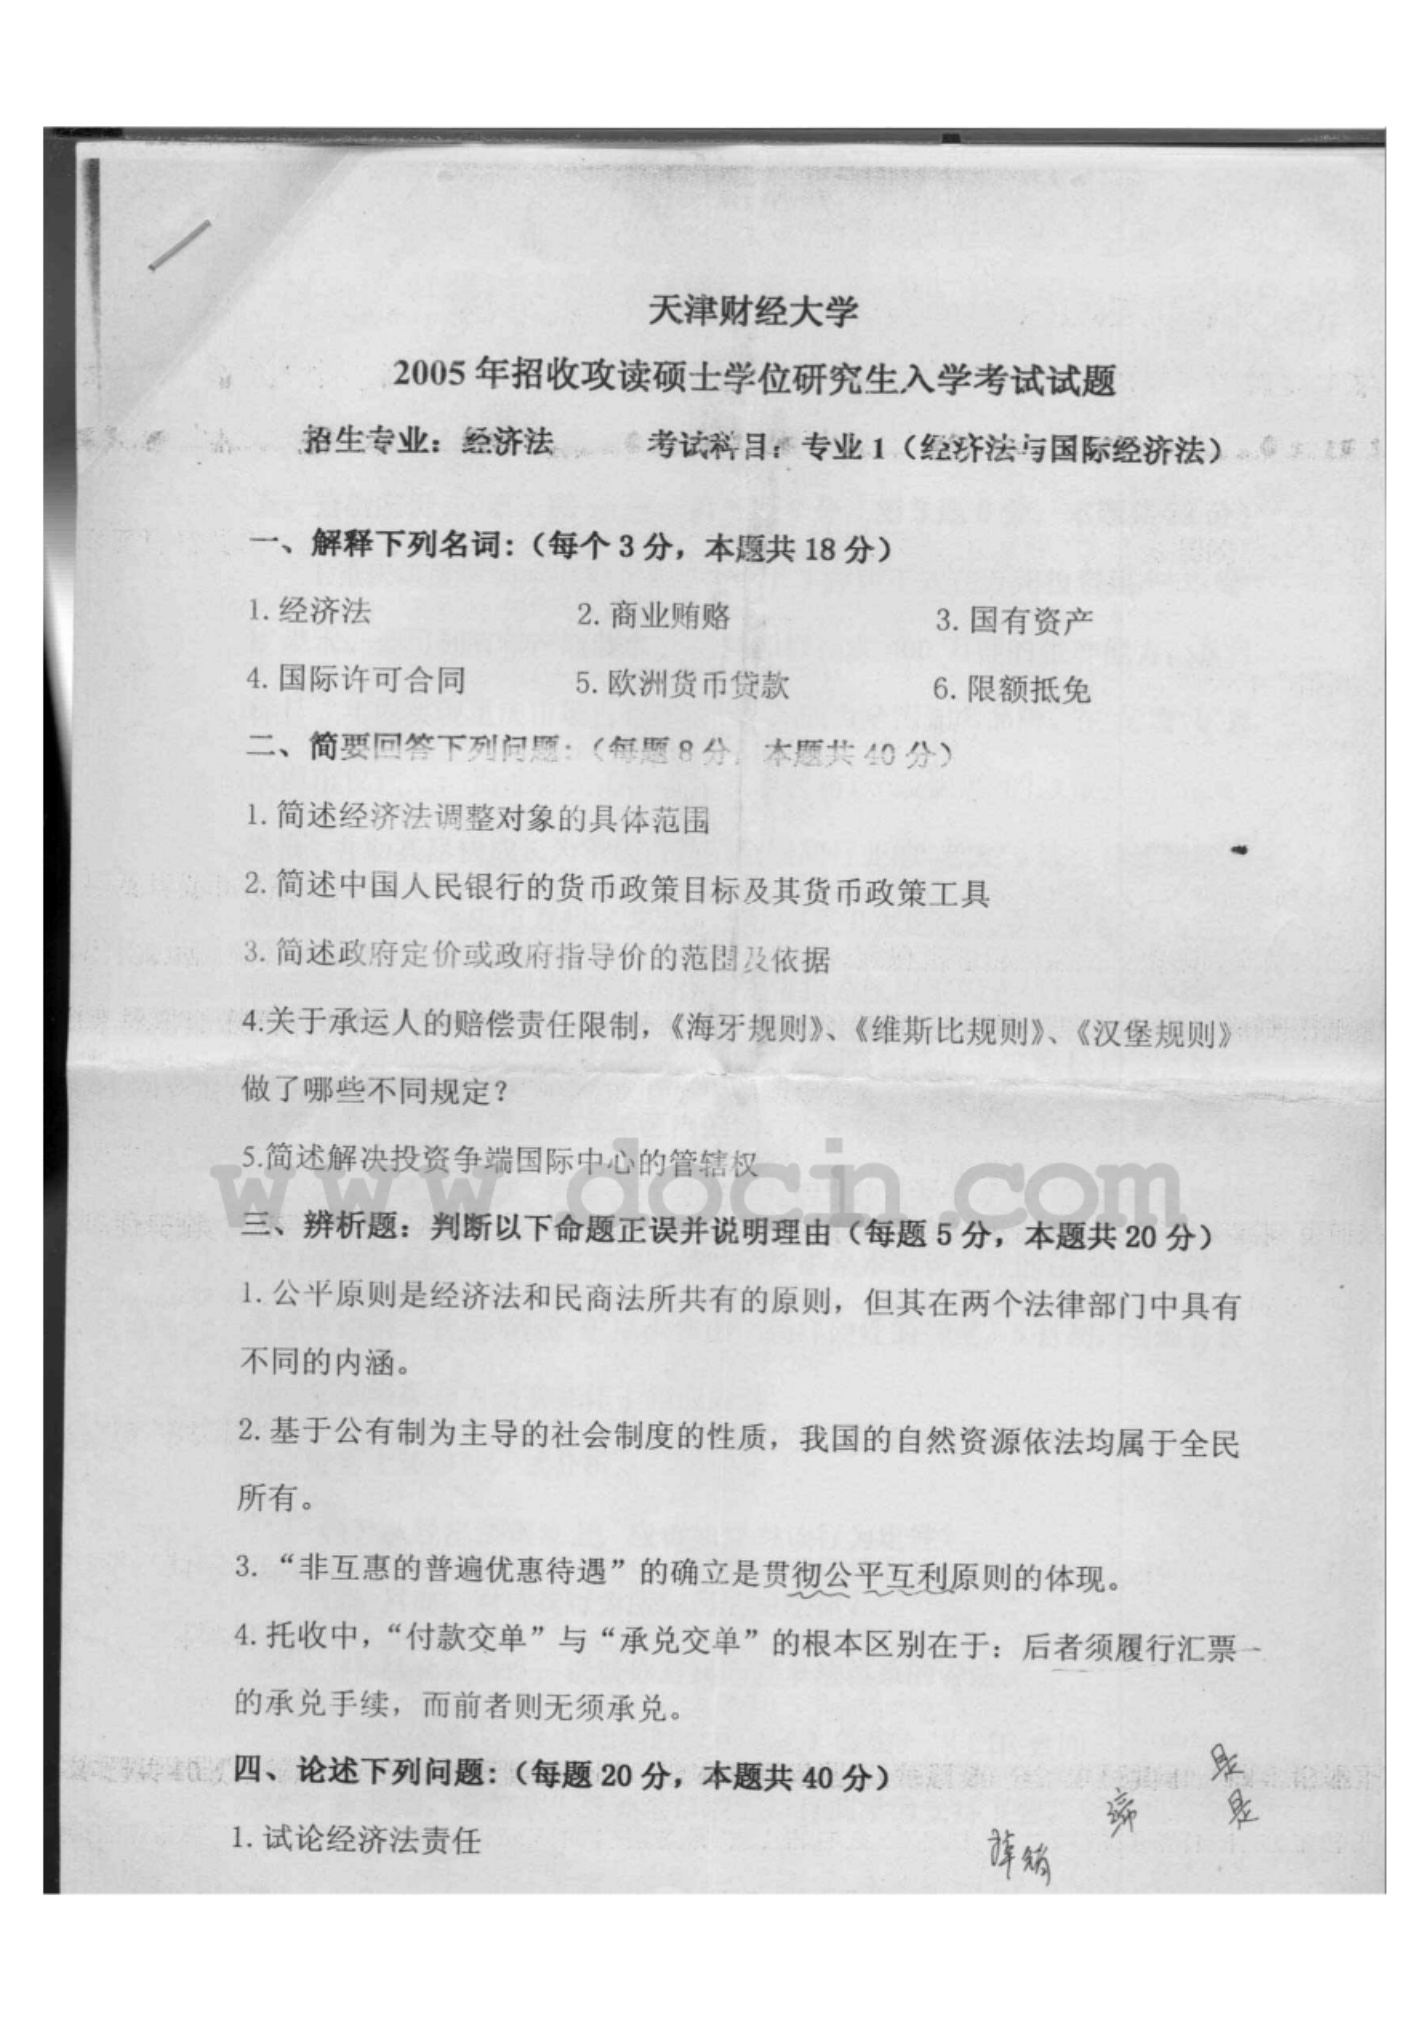 天津财经大学
2005年招收攻读硕士学位研究生入学考试试题
招生专业：经济法 考试科目：专业1（经济法与国际经济法）
一、解释下列名词：（每个3分，本题共18分）
1.经济法 2.商业贿赂 3.国有资产
4.国际许可合同 5.欧洲货币贷款 6.限额抵免
二、简要回答下列问题：（每题8分，本题共40分）
1.简述经济法调整对象的具体范围
2.简述中国人民银行的货币政策目标及其货币政策工具
3.简述政府定价或政府指导价的范围及依据
4.关于承运人的赔偿责任限制，《海牙规则》、《维斯比规则》、《汉堡规则》
做了哪些不同规定？
5.简述解决投资争端国际中心的管辖权
www.docin.com
三、辨析题：判断以下命题正误并说明理由（每题5分，本题共20分）
1.公平原则是经济法和民商法所共有的原则，但其在两个法律部门中具有
不同的内涵。
2.基于公有制为主导的社会制度的性质，我国的自然资源依法均属于全民
所有。
3.“非互惠的普遍优惠待遇”的确立是贯彻公平互利原则的体现。
4.托收中，“付款交单”与“承兑交单”的根本区别在于：后者须履行汇票
的承兑手续，而前者则无须承兑。
四、论述下列问题：（每题20分，本题共40分）
1.试论经济法责任